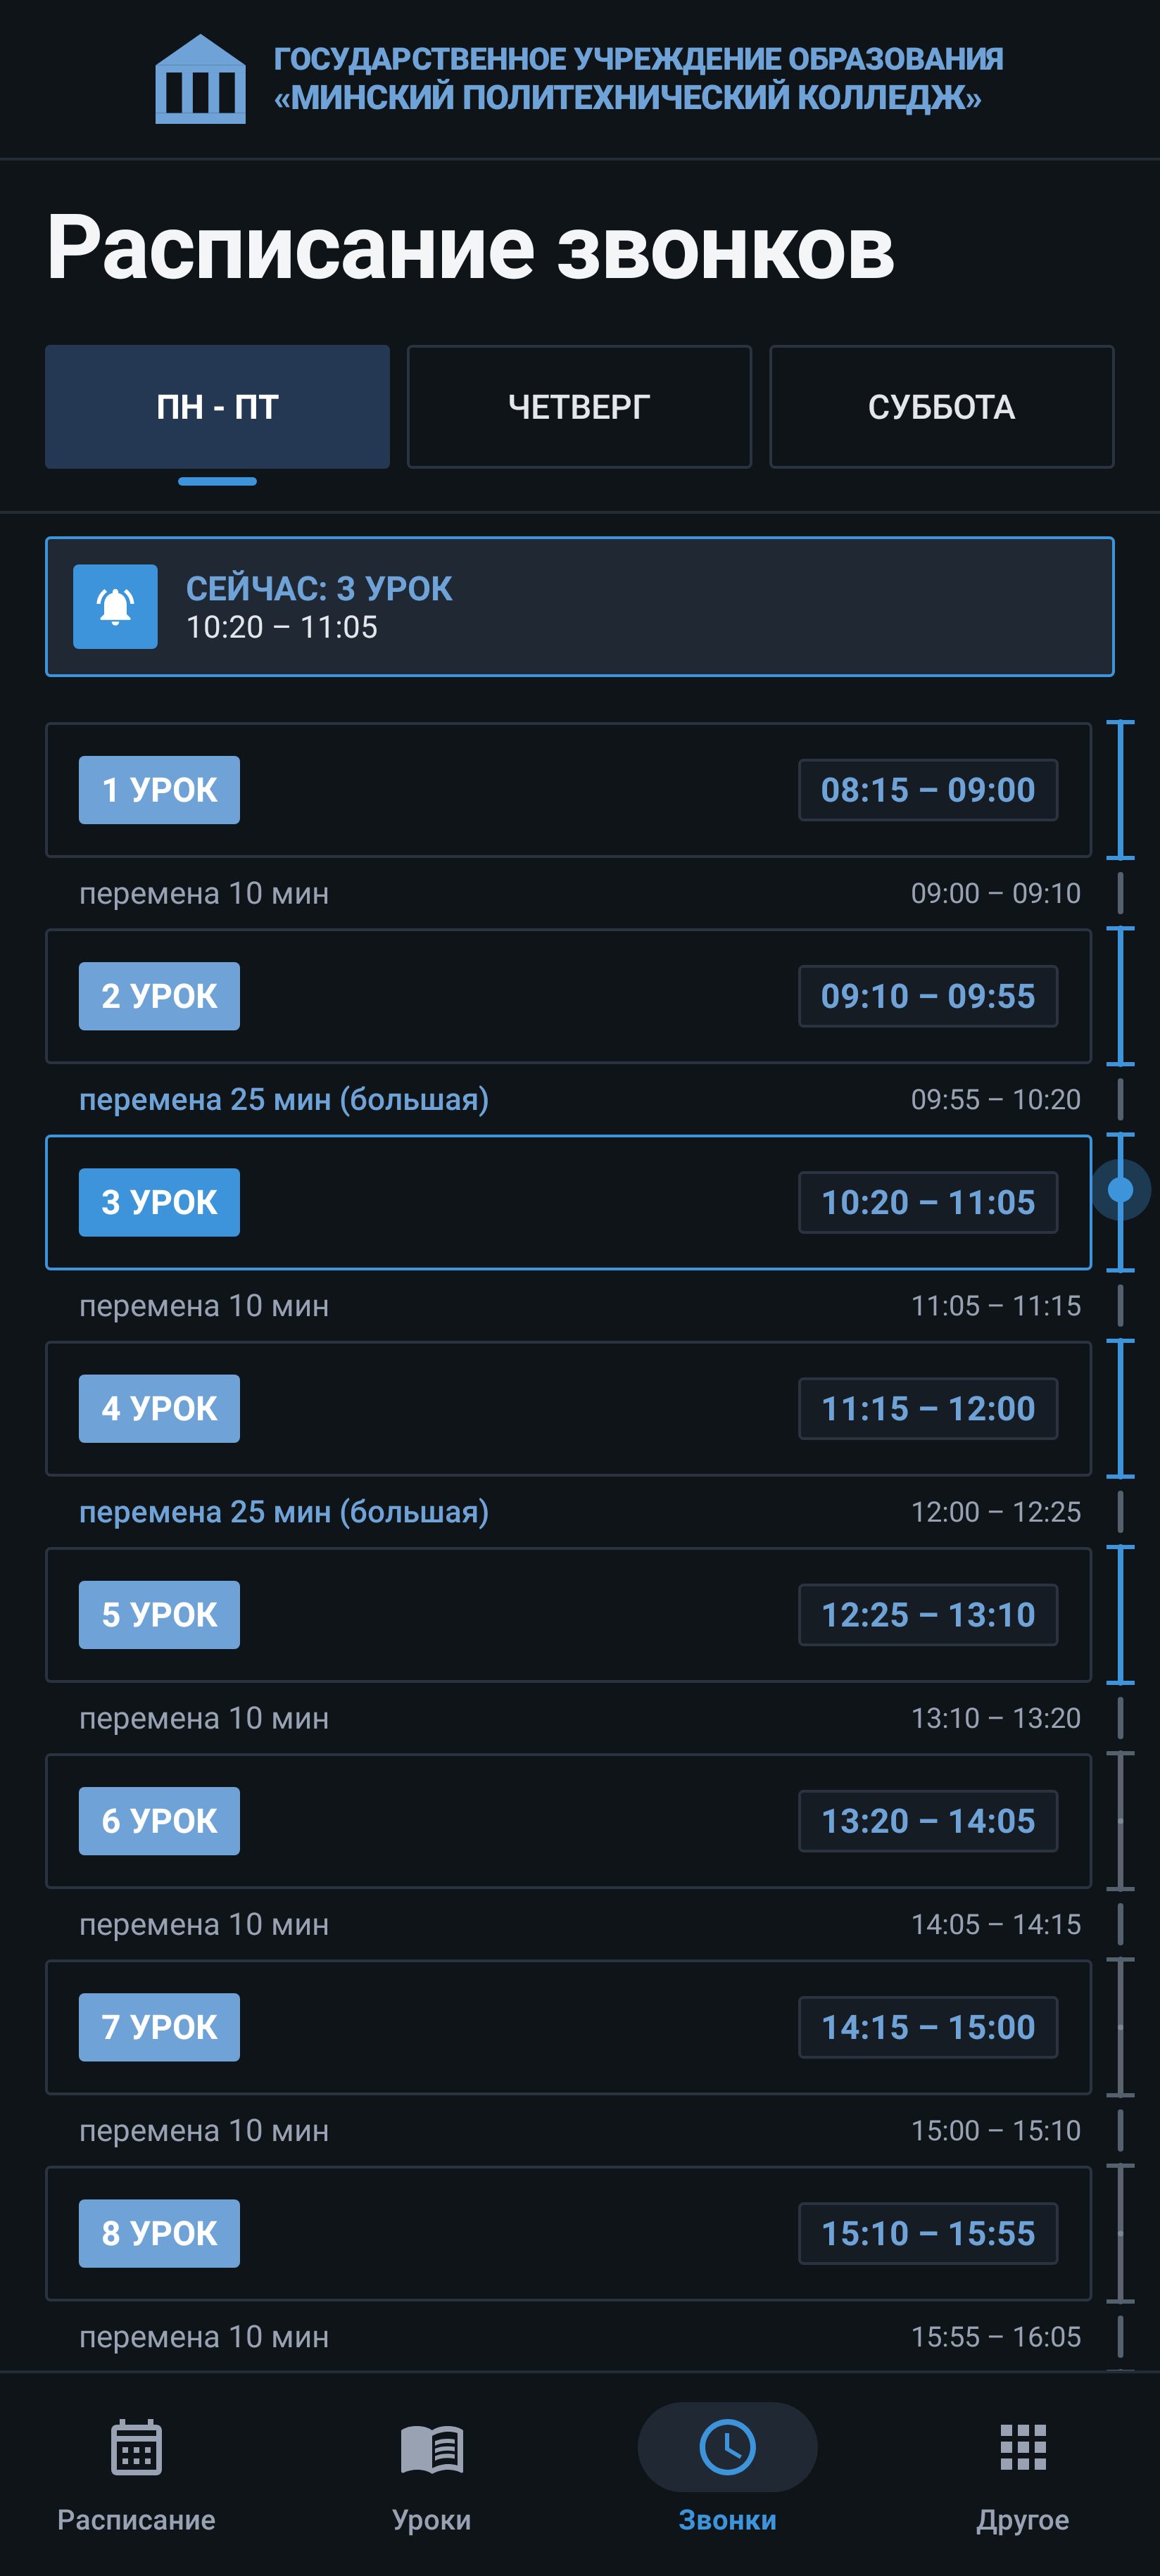 ГОСУДАРСТВЕННОЕ УЧРЕЖДЕНИЕ ОБРАЗОВАНИЯ
«МИНСКИЙ ПОЛИТЕХНИЧЕСКИЙ КОЛЛЕДЖ»
Расписание звонков
ПН - ПТ ЧЕТВЕРГ СУББОТА
СЕЙЧАС: 3 УРОК
10:20 – 11:05
1 УРОК 08:15 – 09:00
перемена 10 мин 09:00 – 09:10
2 УРОК 09:10 – 09:55
перемена 25 мин (большая) 09:55 – 10:20
3 УРОК 10:20 – 11:05
перемена 10 мин 11:05 – 11:15
4 УРОК 11:15 – 12:00
перемена 25 мин (большая) 12:00 – 12:25
5 УРОК 12:25 – 13:10
перемена 10 мин 13:10 – 13:20
6 УРОК 13:20 – 14:05
перемена 10 мин 14:05 – 14:15
7 УРОК 14:15 – 15:00
перемена 10 мин 15:00 – 15:10
8 УРОК 15:10 – 15:55
перемена 10 мин 15:55 – 16:05
Расписание Уроки Звонки Другое